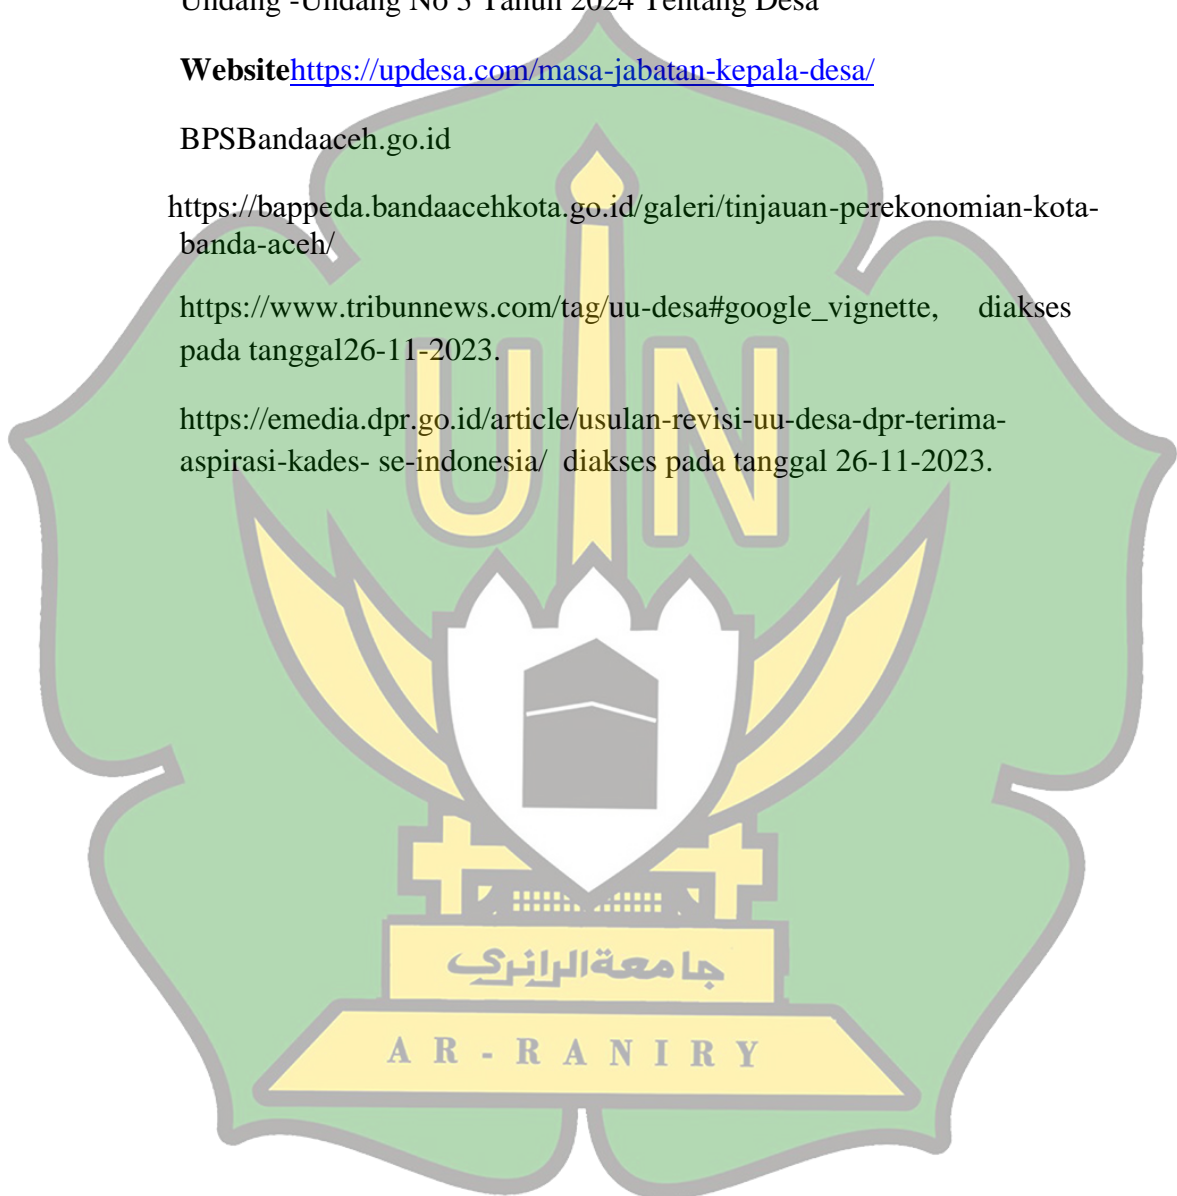 Undang -Undang No 3 Tahun 2024 Tentang Desa
Websitehttps://updesa.com/masa-jabatan-kepala-desa/
BPSBandaaceh.go.id
https://bappeda.bandaacehkota.go.id/galeri/tinjauan-perekonomian-kota-
banda-aceh/
https://www.tribunnews.com/tag/uu-desa#google_vignette, diakses
pada tanggal26-11-2023.
https://emedia.dpr.go.id/article/usulan-revisi-uu-desa-dpr-terima-
aspirasi-kades- se-indonesia/ diakses pada tanggal 26-11-2023.
UIN
جامعةالرانري
AR-RANIRY